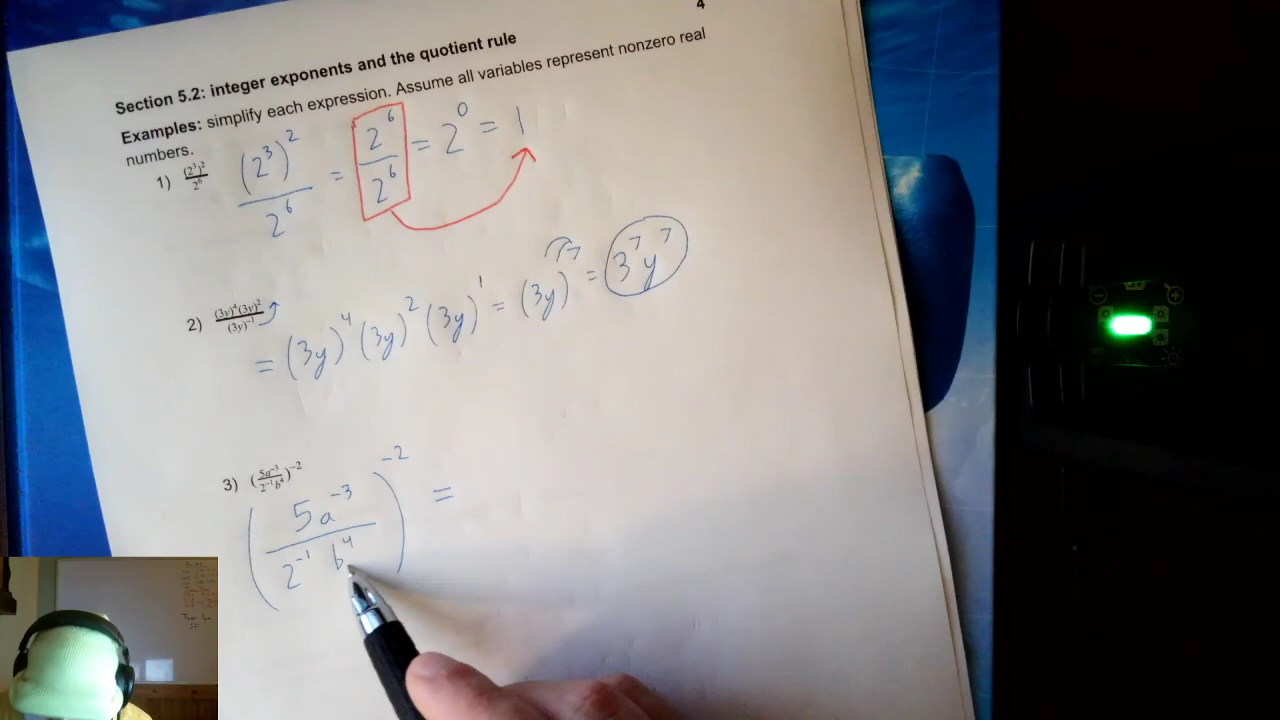 4
Section 5.2: integer exponents and the quotient rule
Examples: simplify each expression. Assume all variables represent nonzero real
numbers.
1) (2³)²/2⁶ (2³)²/2⁶ = 2⁶/2⁶ = 2⁰ = 1
2) (3y)⁴(3y)²/(3y)⁻¹
= (3y)⁴ (3y)² (3y)¹ = (3y)⁷ = 3⁷y⁷
3) (5a⁻³/2⁻¹b⁴)⁻²
(5a⁻³/2⁻¹ b⁴)⁻² =